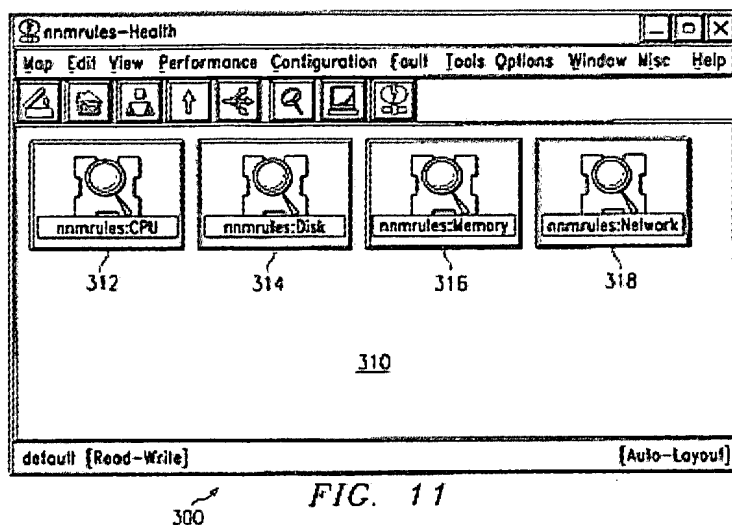 nnmrules-Health
Map Edit View Performance Configuration Fault Tools Options Window Misc Help
nnmrules:CPU nnmrules:Disk nnmrules:Memory nnmrules:Network
312 314 316 318
310
default [Read-Write] [Auto-Layout]
300 FIG. 11